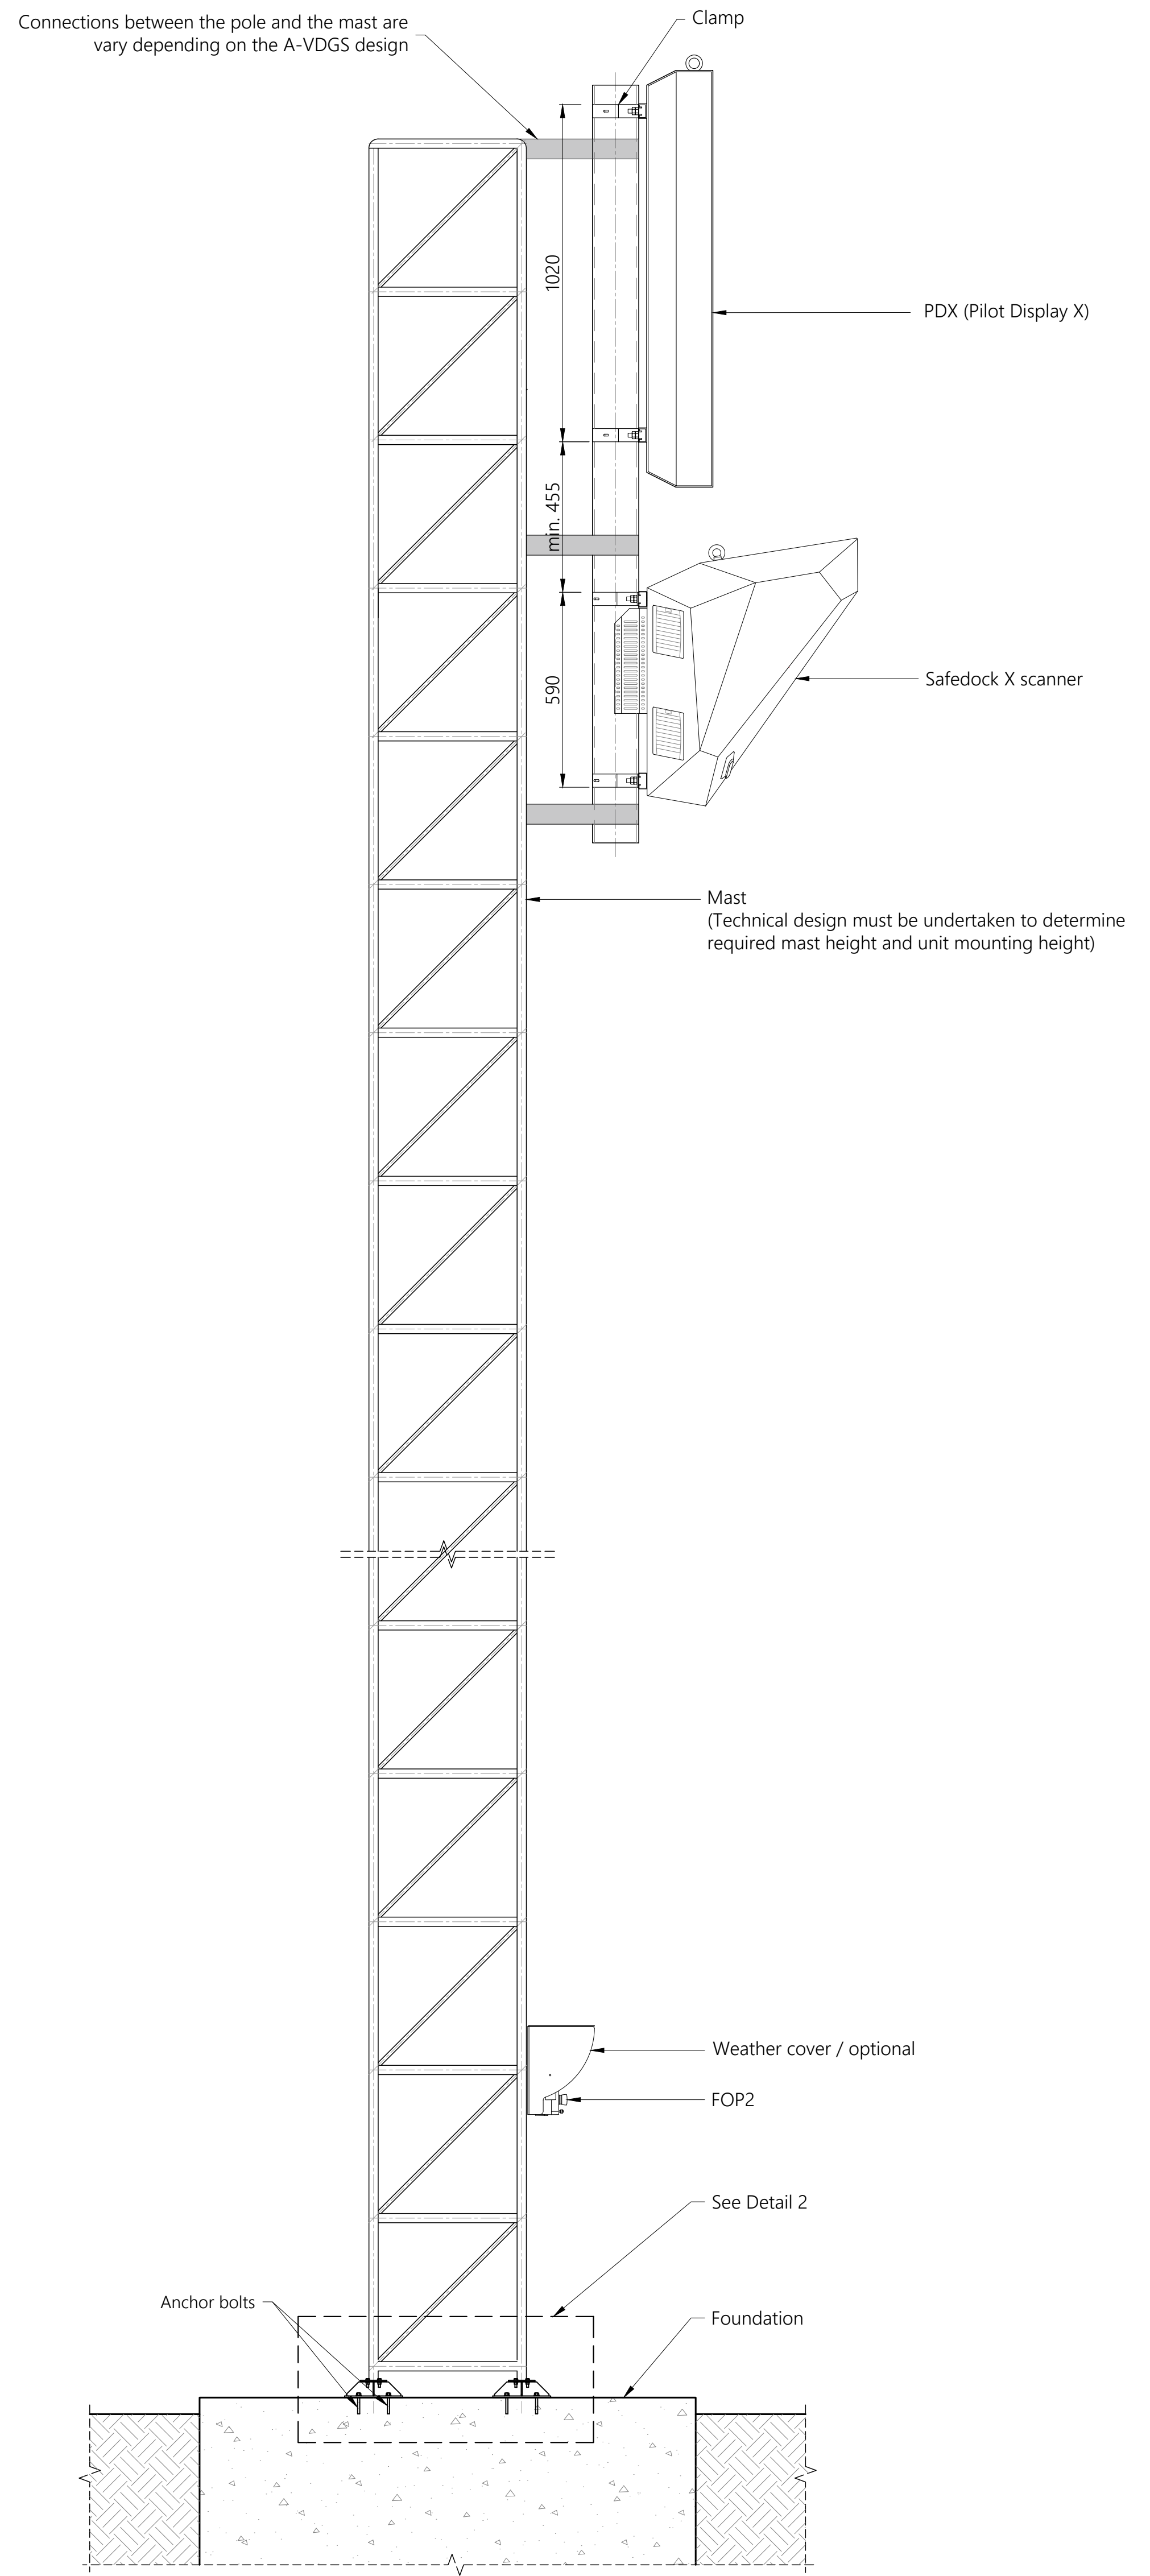 Connections between the pole and the mast are
vary depending on the A-VDGS design
Clamp
1020
PDX (Pilot Display X)
min. 455
590
Safedock X scanner
Mast
(Technical design must be undertaken to determine
required mast height and unit mounting height)
Weather cover / optional
FOP2
See Detail 2
Anchor bolts
Foundation